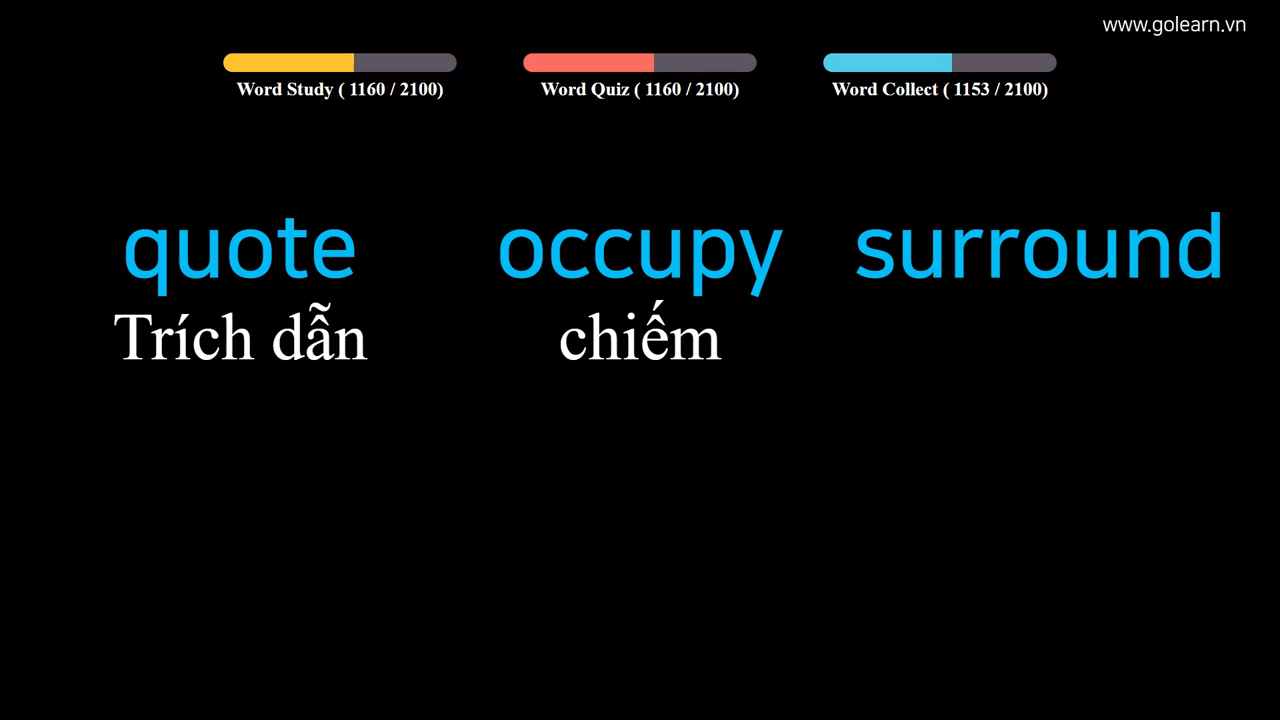 www.golearn.vn
Word Study ( 1160 / 2100)
Word Quiz ( 1160 / 2100)
Word Collect ( 1153 / 2100)
quote
Trích dẫn
occupy
chiếm
surround